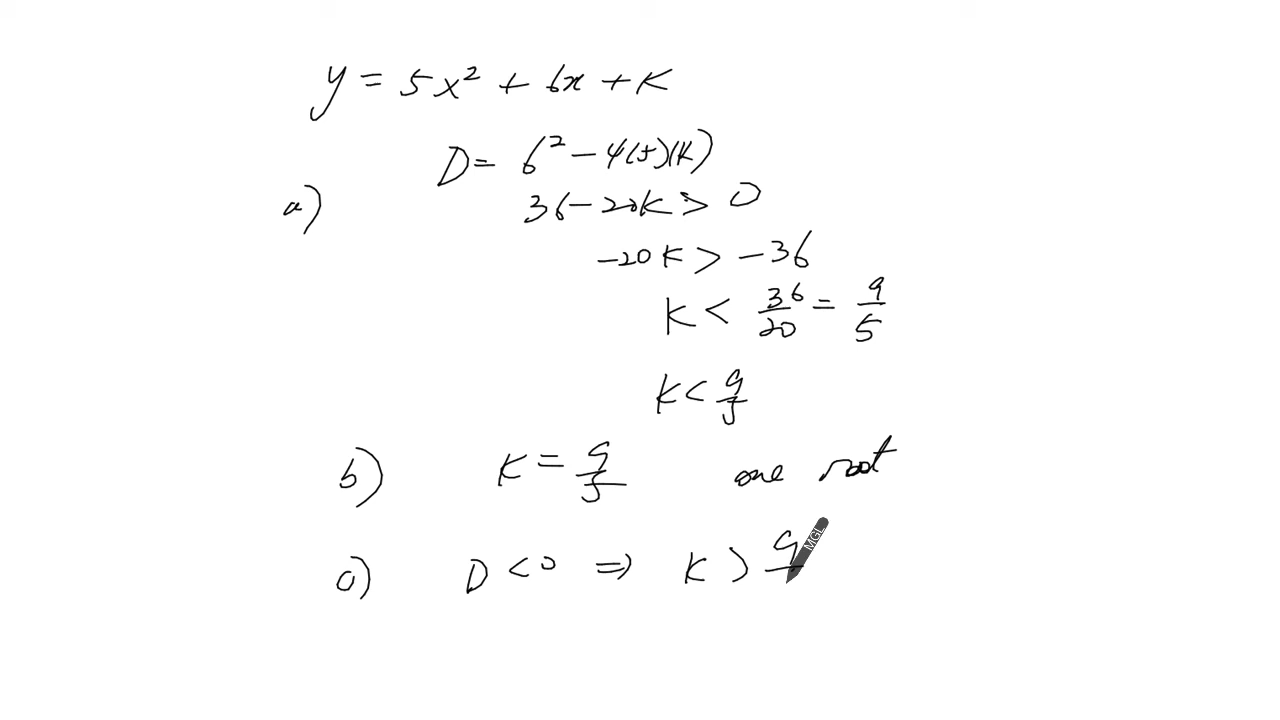 y = 5x² + 6x + K
D = 6² - 4(5)(K)
a) 36 - 20K > 0
-20K > -36
K < 36/20 = 9/5
K < 9/5
b) K = 9/5 one root
c) D < 0 ⇒ K > 9/
MGL